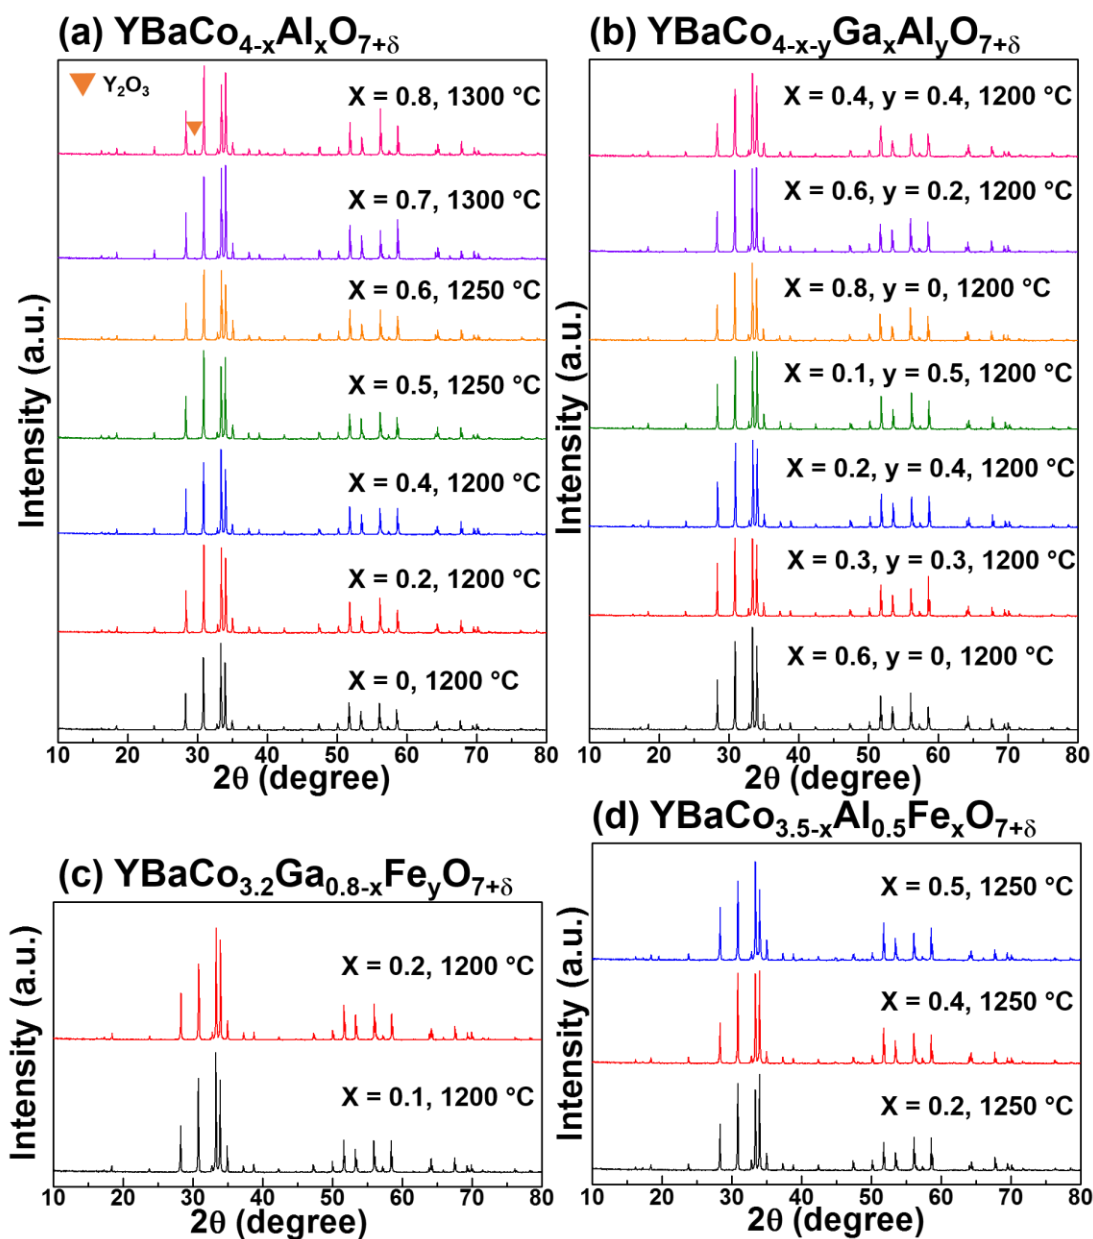 (a) YBaCo₄₋ₓAlₓO₇₊δ
Y₂O₃
X = 0.8, 1300 °C
X = 0.7, 1300 °C
X = 0.6, 1250 °C
X = 0.5, 1250 °C
X = 0.4, 1200 °C
X = 0.2, 1200 °C
X = 0, 1200 °C
Intensity (a.u.)
10 20 30 40 50 60 70 80
2θ (degree)
(b) YBaCo₄₋ₓ₋yGaₓAlyO₇₊δ
X = 0.4, y = 0.4, 1200 °C
X = 0.6, y = 0.2, 1200 °C
X = 0.8, y = 0, 1200 °C
X = 0.1, y = 0.5, 1200 °C
X = 0.2, y = 0.4, 1200 °C
X = 0.3, y = 0.3, 1200 °C
X = 0.6, y = 0, 1200 °C
Intensity (a.u.)
10 20 30 40 50 60 70 80
2θ (degree)
(c) YBaCo₃.₂Ga₀.₈₋ₓFeyO₇₊δ
X = 0.2, 1200 °C
X = 0.1, 1200 °C
Intensity (a.u.)
10 20 30 40 50 60 70 80
2θ (degree)
(d) YBaCo₃.₅₋ₓAl₀.₅FeₓO₇₊δ
X = 0.5, 1250 °C
X = 0.4, 1250 °C
X = 0.2, 1250 °C
Intensity (a.u.)
10 20 30 40 50 60 70 80
2θ (degree)